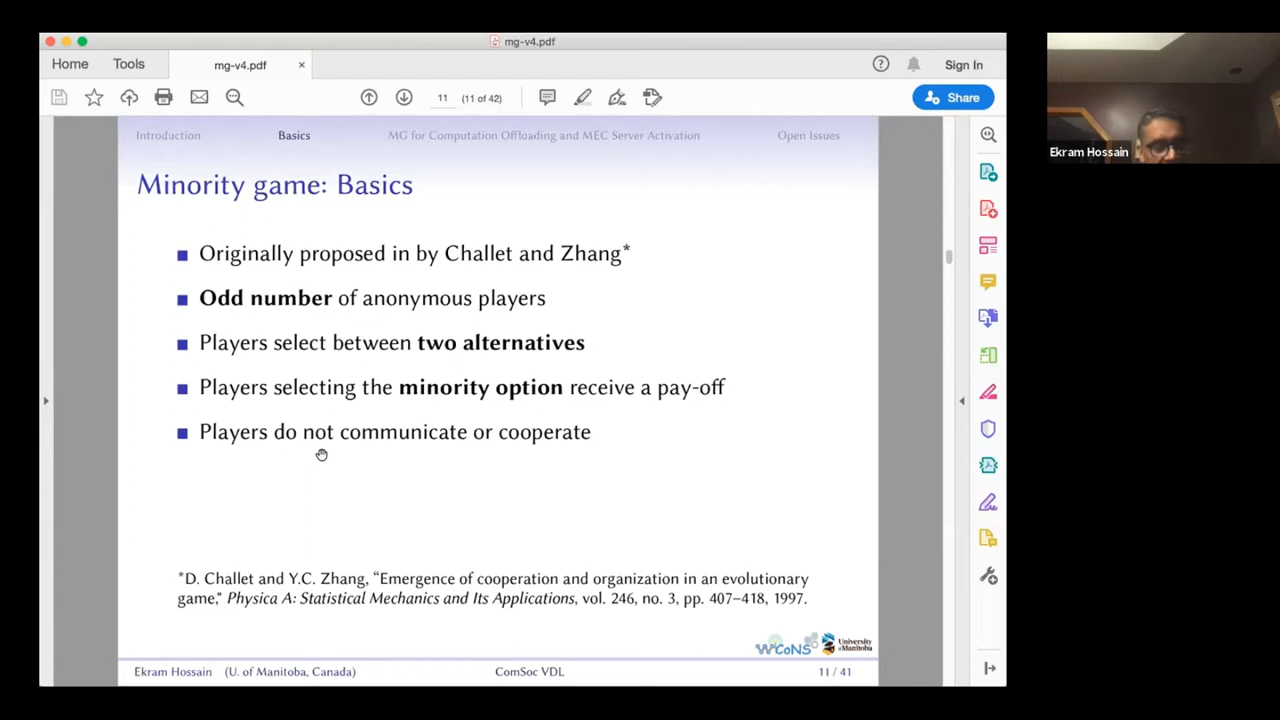 mg-v4.pdf
Home Tools mg-v4.pdf × Sign In
11 (11 of 42) Share
Introduction Basics MG for Computation Offloading and MEC Server Activation Open Issues
Ekram Hossain
Minority game: Basics
Originally proposed in by Challet and Zhang*
Odd number of anonymous players
Players select between two alternatives
Players selecting the minority option receive a pay-off
Players do not communicate or cooperate
*D. Challet and Y.C. Zhang, “Emergence of cooperation and organization in an evolutionary
game," Physica A: Statistical Mechanics and Its Applications, vol. 246, no. 3, pp. 407–418, 1997.
WCoNS University
of Manitoba
Ekram Hossain (U. of Manitoba, Canada) ComSoc VDL 11 / 41